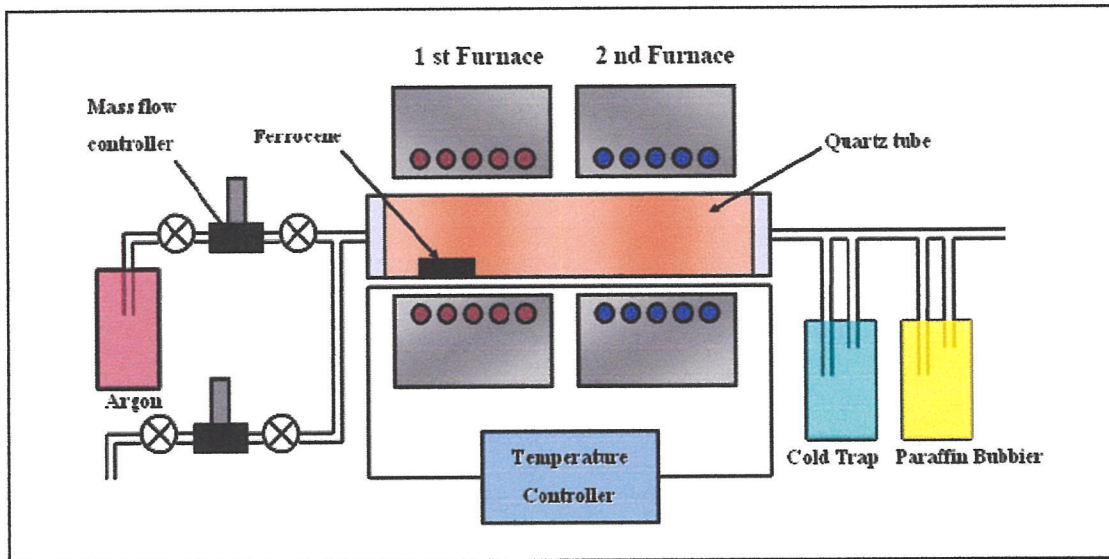 1 st Furnace
2 nd Furnace
Mass flow
controller
Ferrocene
Quartz tube
Argon
Temperature
Controller
Cold Trap
Paraffin Bubbier